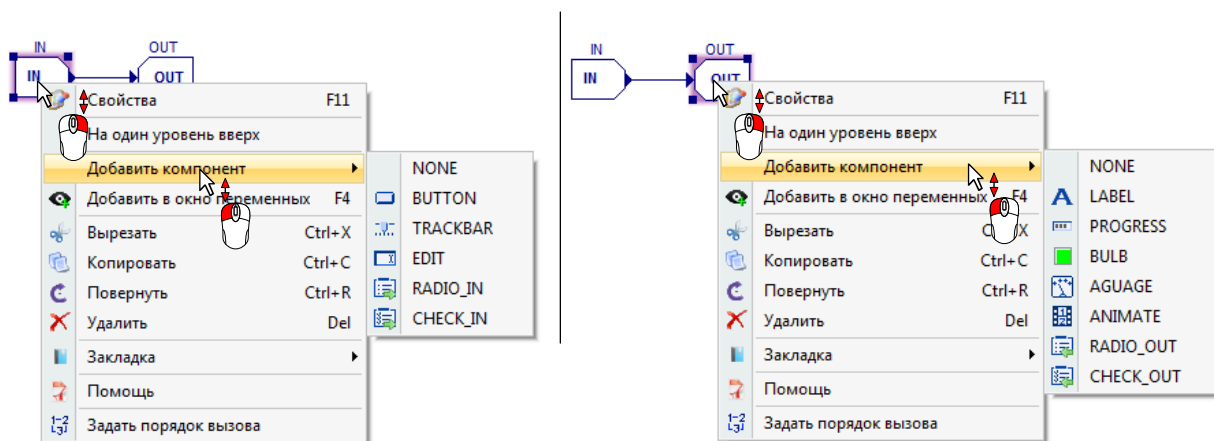 IN
OUT
IN
OUT
Свойства F11
На один уровень вверх
Добавить компонент
Добавить в окно переменных F4
Вырезать Ctrl+X
Копировать Ctrl+C
Повернуть Ctrl+R
Удалить Del
Закладка
Помощь
Задать порядок вызова
NONE
BUTTON
TRACKBAR
EDIT
RADIO_IN
CHECK_IN
IN
OUT
IN
OUT
Свойства F11
На один уровень вверх
Добавить компонент
Добавить в окно переменных F4
Вырезать
Копировать Ctrl+C
Повернуть Ctrl+R
Удалить Del
Закладка
Помощь
Задать порядок вызова
NONE
LABEL
PROGRESS
BULB
AGUAGE
ANIMATE
RADIO_OUT
CHECK_OUT